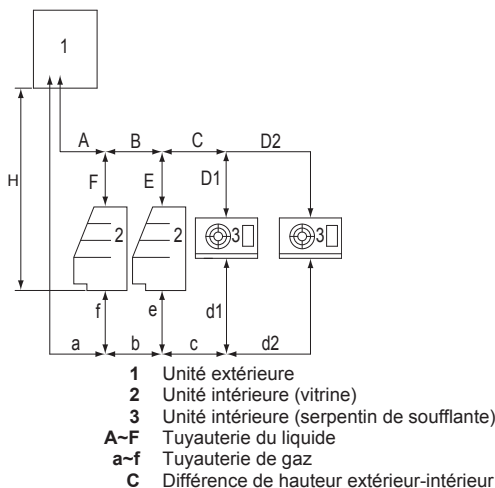 1
A B C D2
H F E D1
2 2 3 3
f e d1
a b c d2
1 Unité extérieure
2 Unité intérieure (vitrine)
3 Unité intérieure (serpentin de soufflante)
A~F Tuyauterie du liquide
a~f Tuyauterie de gaz
C Différence de hauteur extérieur-intérieur